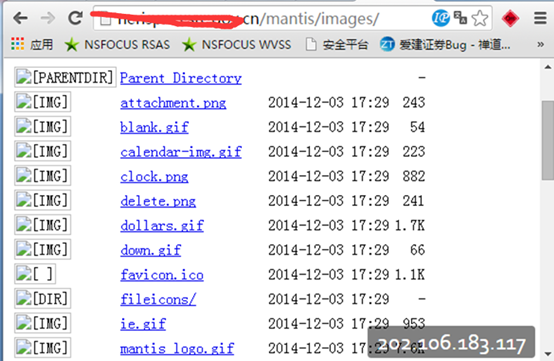 cn/mantis/images/
应用 NSFOCUS RSAS NSFOCUS WVSS 安全平台 ZT 爱建证券Bug - 禅道...
[PARENTDIR] Parent Directory -
[IMG] attachment.png 2014-12-03 17:29 243
[IMG] blank.gif 2014-12-03 17:29 54
[IMG] calendar-img.gif 2014-12-03 17:29 223
[IMG] clock.png 2014-12-03 17:29 882
[IMG] delete.png 2014-12-03 17:29 241
[IMG] dollars.gif 2014-12-03 17:29 1.7K
[IMG] down.gif 2014-12-03 17:29 66
[ ] favicon.ico 2014-12-03 17:29 1.1K
[DIR] fileicons/ 2014-12-03 17:29 -
[IMG] ie.gif 2014-12-03 17:29 953
[IMG] mantis_logo.gif 2014-12-03 17:29
202.106.183.117